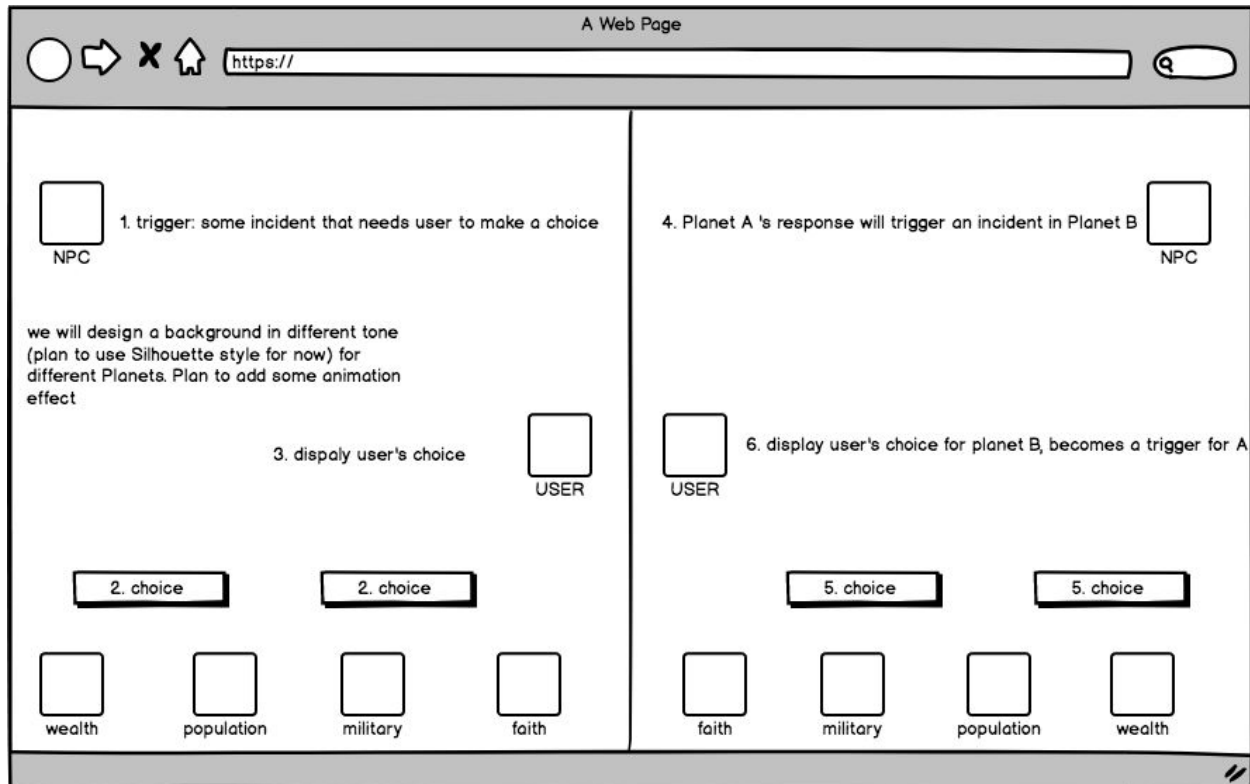 A Web Page
https://
1. trigger: some incident that needs user to make a choice
NPC
we will design a background in different tone
(plan to use Silhouette style for now) for
different Planets. Plan to add some animation
effect
3. dispaly user's choice
USER
2. choice
2. choice
wealth
population
military
faith
4. Planet A 's response will trigger an incident in Planet B
NPC
6. display user's choice for planet B, becomes a trigger for A
USER
5. choice
5. choice
faith
military
population
wealth